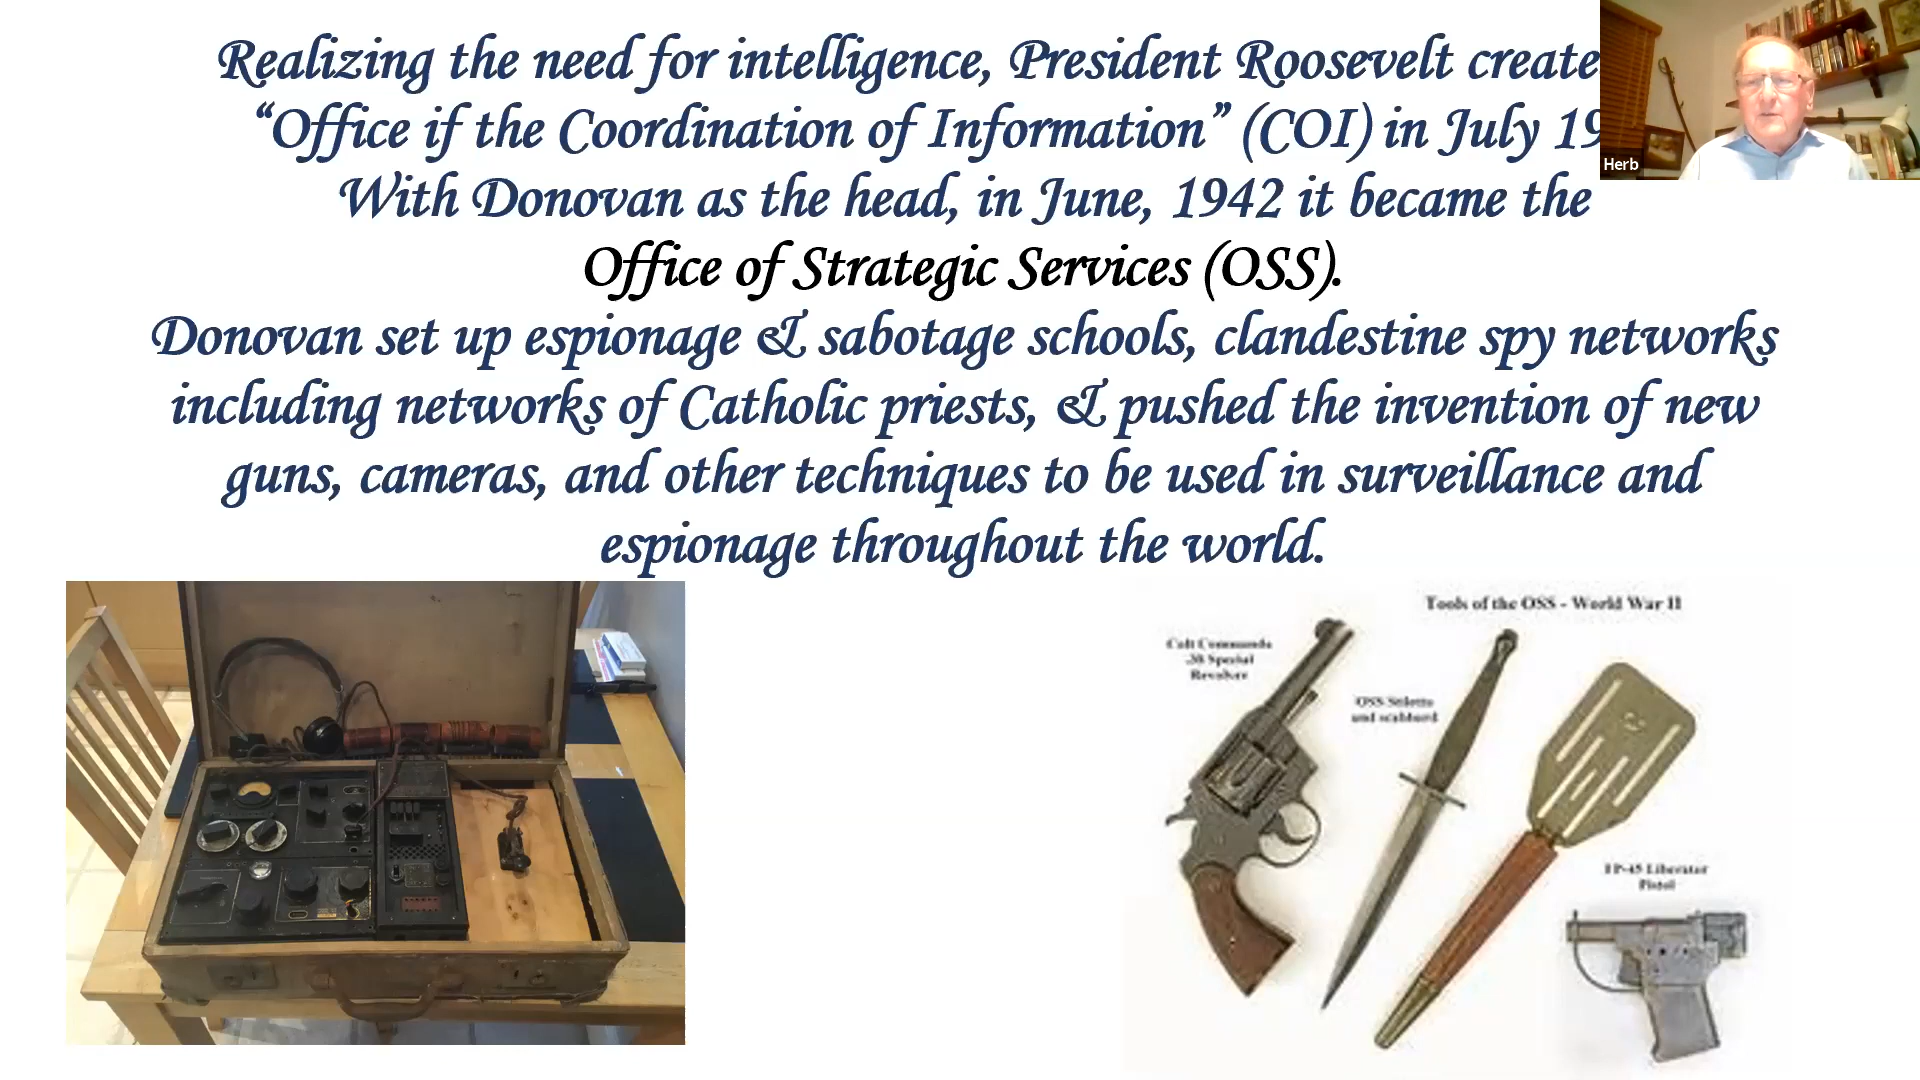 Realizing the need for intelligence, President Roosevelt create
“Office if the Coordination of Information” (COI) in July 19
With Donovan as the head, in June, 1942 it became the
Office of Strategic Services (OSS).
Donovan set up espionage & sabotage schools, clandestine spy networks
including networks of Catholic priests, & pushed the invention of new
guns, cameras, and other techniques to be used in surveillance and
espionage throughout the world.
Herb
Tools of the OSS - World War II
Colt Commando
.38 Special
Revolver
OSS Stiletto
and scabbard
FP-45 Liberator
Pistol